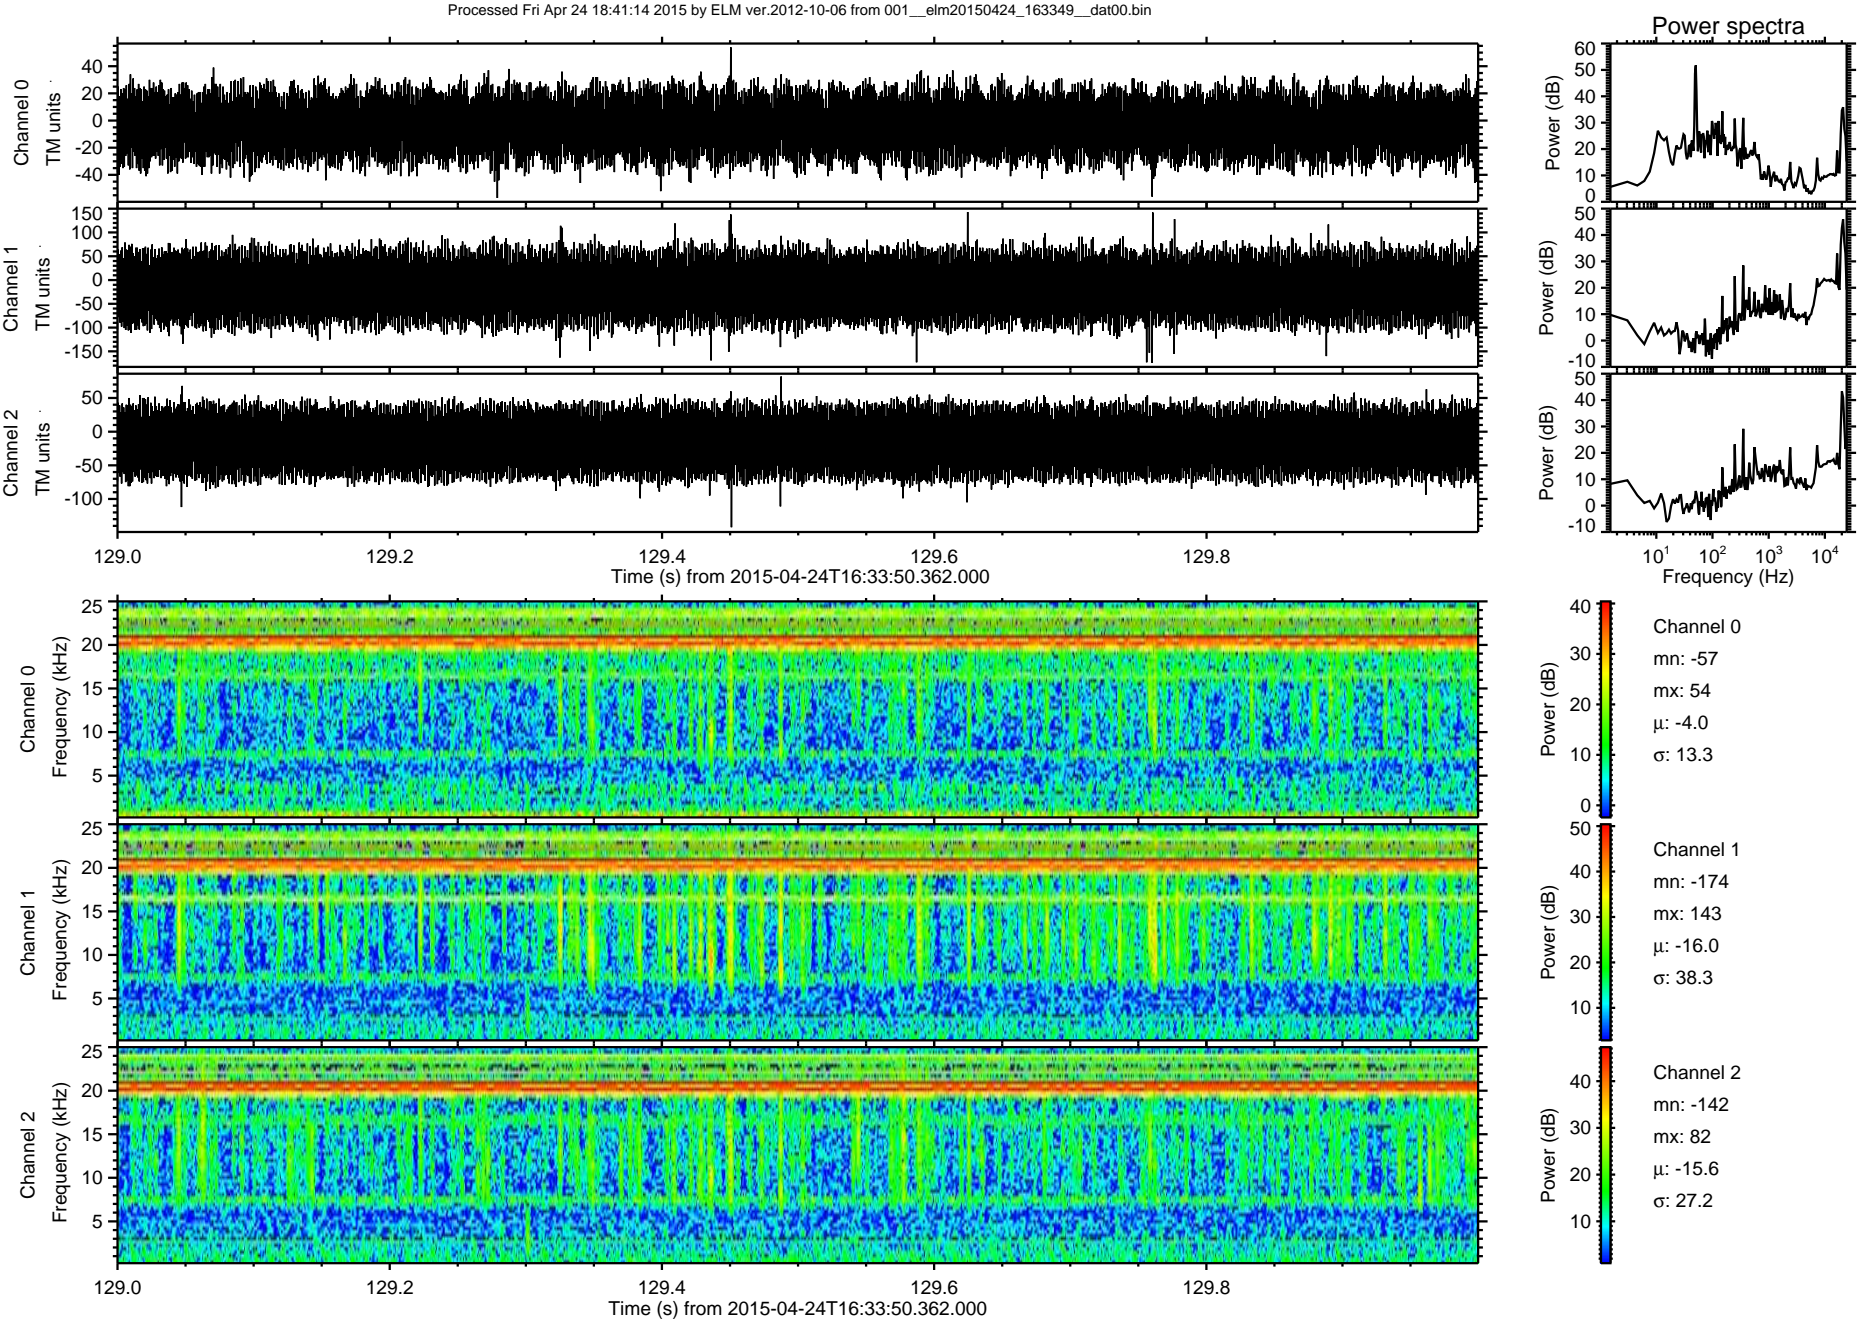 Processed Fri Apr 24 18:41:14 2015 by ELM ver.2012-10-06 from 001__elm20150424_163349__dat00.bin
Power spectra
Channel 0
TM units
40
20
0
-20
-40
Power (dB)
60
50
40
30
20
10
0
Channel 1
TM units
150
100
50
0
-50
-100
-150
Power (dB)
50
40
30
20
10
0
-10
Channel 2
TM units
50
0
-50
-100
Power (dB)
50
40
30
20
10
0
-10
129.0 129.2 129.4 129.6 129.8
Time (s) from 2015-04-24T16:33:50.362.000
10¹ 10² 10³ 10⁴
Frequency (Hz)
Channel 0
Frequency (kHz)
25
20
15
10
5
Power (dB)
40
30
20
10
0
Channel 0
mn: -57
mx: 54
μ: -4.0
σ: 13.3
Channel 1
Frequency (kHz)
25
20
15
10
5
Power (dB)
50
40
30
20
10
Channel 1
mn: -174
mx: 143
μ: -16.0
σ: 38.3
Channel 2
Frequency (kHz)
25
20
15
10
5
Power (dB)
40
30
20
10
Channel 2
mn: -142
mx: 82
μ: -15.6
σ: 27.2
129.0 129.2 129.4 129.6 129.8
Time (s) from 2015-04-24T16:33:50.362.000